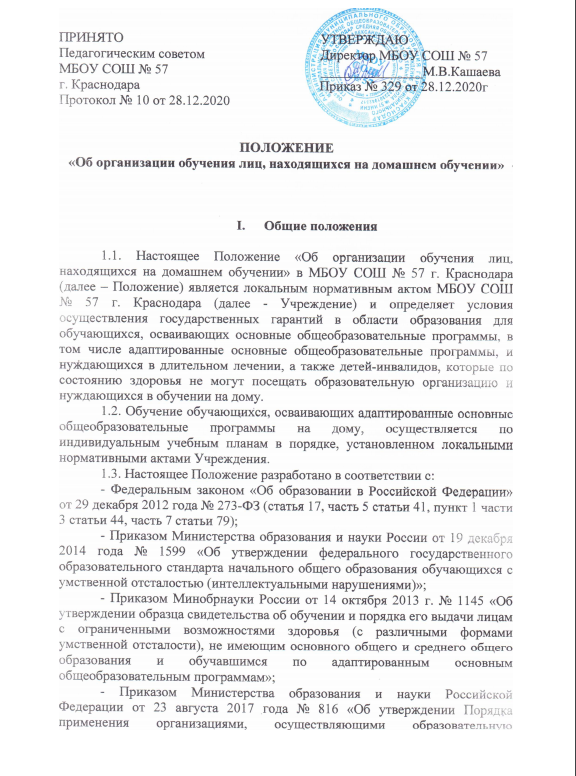 ПРИНЯТО
Педагогическим советом
МБОУ СОШ № 57
г. Краснодара
Протокол № 10 от 28.12.2020
УТВЕРЖДАЮ
Директор МБОУ СОШ № 57
М.В.Кашаева
Приказ № 329 от 28.12.2020г
ПОЛОЖЕНИЕ
«Об организации обучения лиц, находящихся на домашнем обучении»
I. Общие положения
1.1. Настоящее Положение «Об организации обучения лиц,
находящихся на домашнем обучении» в МБОУ СОШ № 57 г. Краснодара
(далее – Положение) является локальным нормативным актом МБОУ СОШ
№ 57 г. Краснодара (далее - Учреждение) и определяет условия
осуществления государственных гарантий в области образования для
обучающихся, осваивающих основные общеобразовательные программы, в
том числе адаптированные основные общеобразовательные программы, и
нуждающихся в длительном лечении, а также детей-инвалидов, которые по
состоянию здоровья не могут посещать образовательную организацию и
нуждающихся в обучении на дому.
1.2. Обучение обучающихся, осваивающих адаптированные основные
общеобразовательные программы на дому, осуществляется по
индивидуальным учебным планам в порядке, установленном локальными
нормативными актами Учреждения.
1.3. Настоящее Положение разработано в соответствии с:
- Федеральным законом «Об образовании в Российской Федерации»
от 29 декабря 2012 года № 273-ФЗ (статья 17, часть 5 статьи 41, пункт 1 части
3 статьи 44, часть 7 статьи 79);
- Приказом Министерства образования и науки России от 19 декабря
2014 года № 1599 «Об утверждении федерального государственного
образовательного стандарта начального общего образования обучающихся с
умственной отсталостью (интеллектуальными нарушениями)»;
- Приказом Минобрнауки России от 14 октября 2013 г. № 1145 «Об
утверждении образца свидетельства об обучении и порядка его выдачи лицам
с ограниченными возможностями здоровья (с различными формами
умственной отсталости), не имеющим основного общего и среднего общего
образования и обучавшимся по адаптированным основным
общеобразовательным программам»;
- Приказом Министерства образования и науки Российской
Федерации от 23 августа 2017 года № 816 «Об утверждении Порядка
применения организациями, осуществляющими образовательную